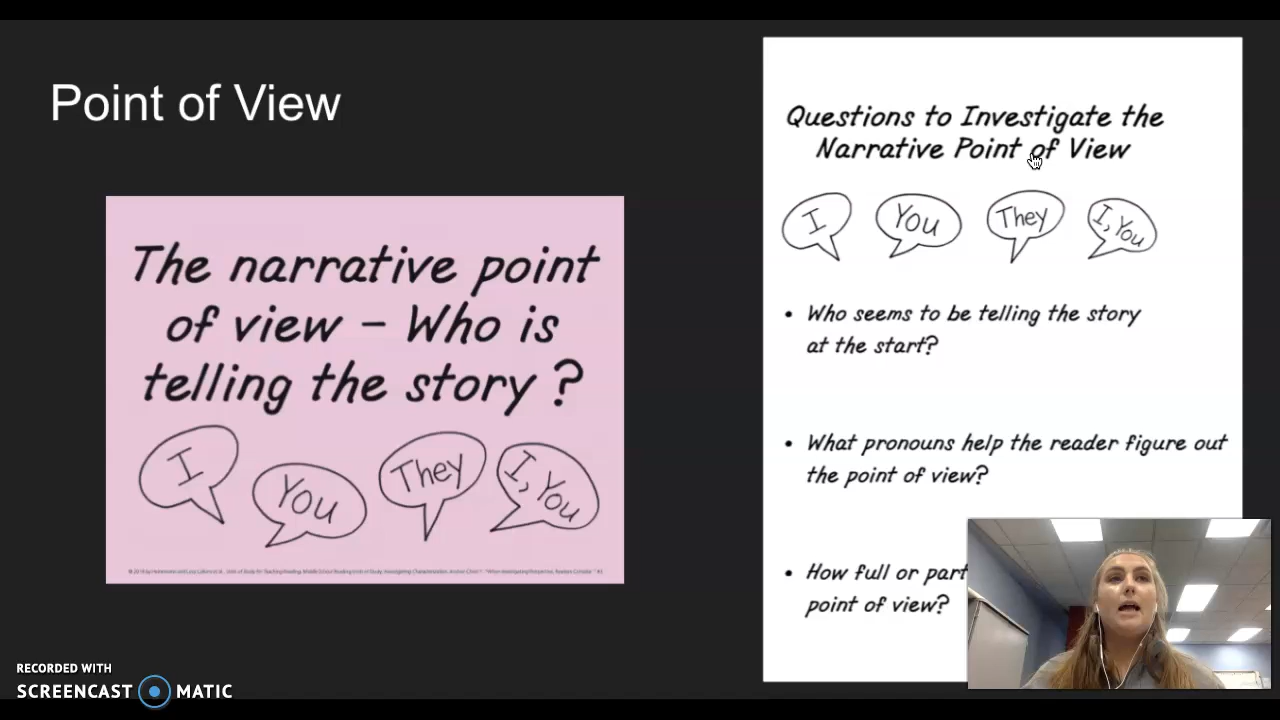 Point of View
The narrative point
of view – Who is
telling the story ?
I
You
They
I, You
Questions to Investigate the
Narrative Point of View
I
You
They
I, You
• Who seems to be telling the story
at the start?
• What pronouns help the reader figure out
the point of view?
• How full or part
point of view?
RECORDED WITH
SCREENCAST MATIC